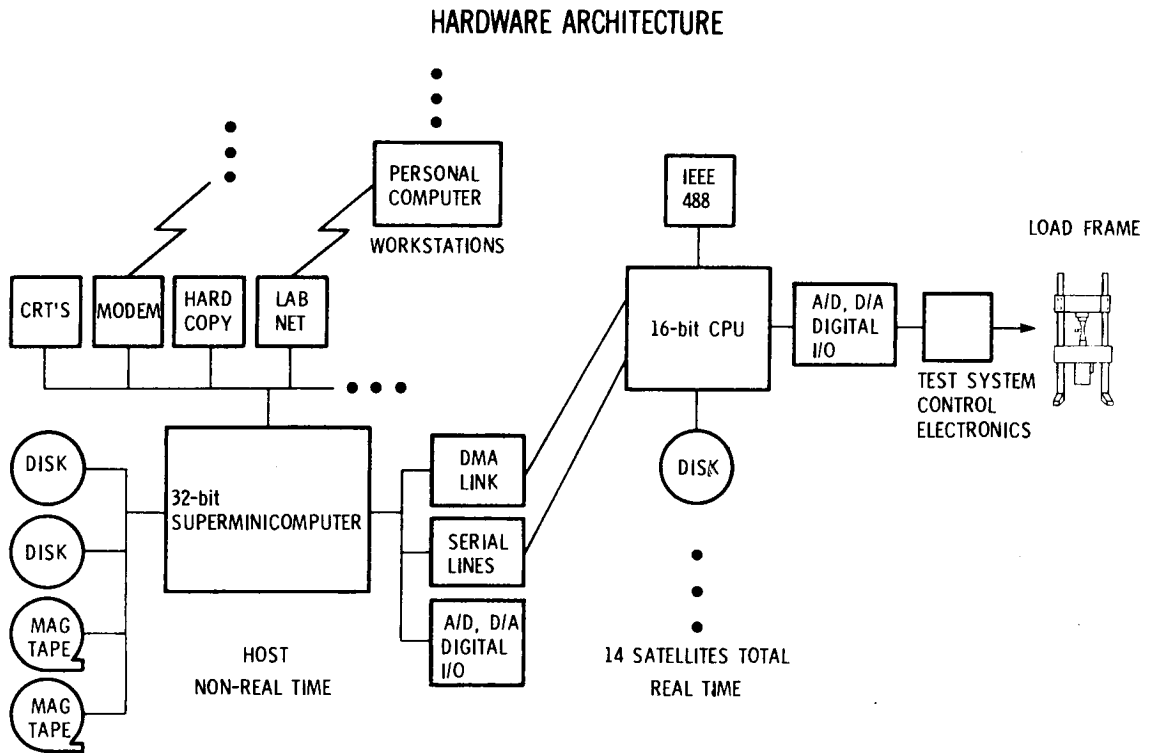 HARDWARE ARCHITECTURE
PERSONAL
COMPUTER
WORKSTATIONS
IEEE
488
LOAD FRAME
CRT'S
MODEM
HARD
COPY
LAB
NET
16-bit CPU
A/D, D/A
DIGITAL
I/O
TEST SYSTEM
CONTROL
ELECTRONICS
DISK
DISK
MAG
TAPE
MAG
TAPE
32-bit
SUPERMINICOMPUTER
HOST
NON-REAL TIME
DMA
LINK
SERIAL
LINES
A/D, D/A
DIGITAL
I/O
DISK
14 SATELLITES TOTAL
REAL TIME